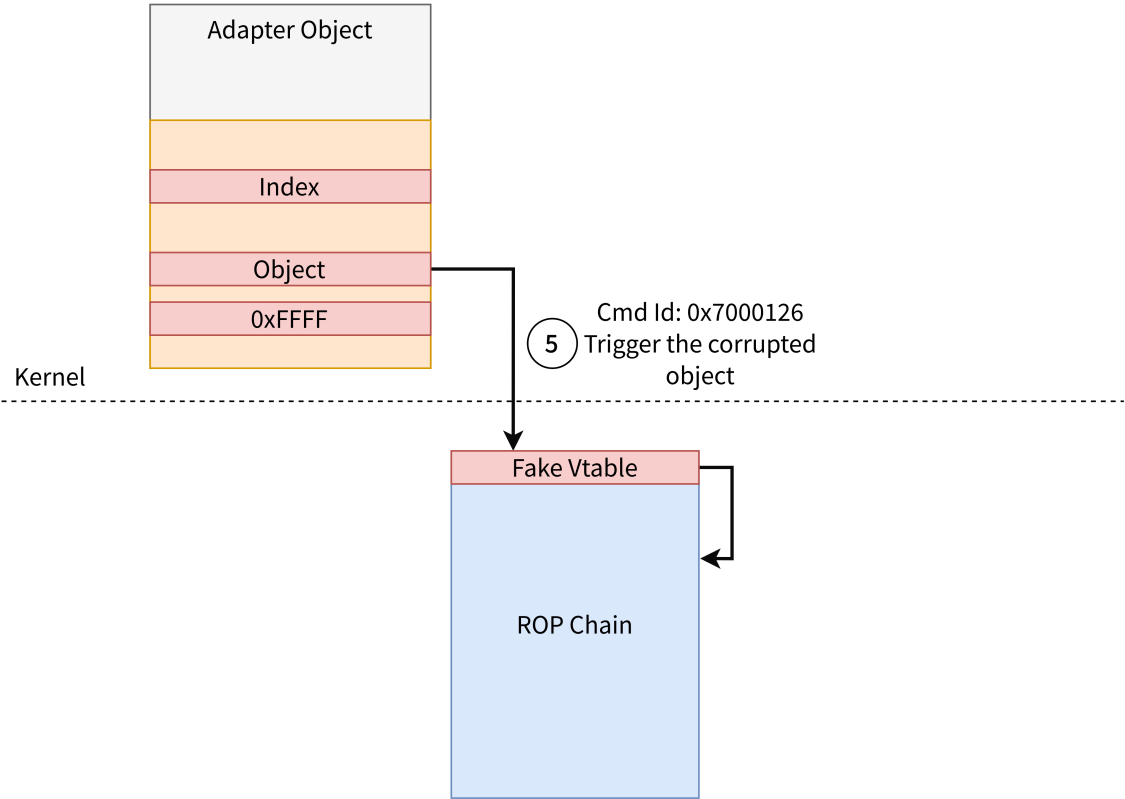 Adapter Object
Index
Object
0xFFFF
Cmd Id: 0x7000126
5
Trigger the corrupted
object
Kernel
Fake Vtable
ROP Chain